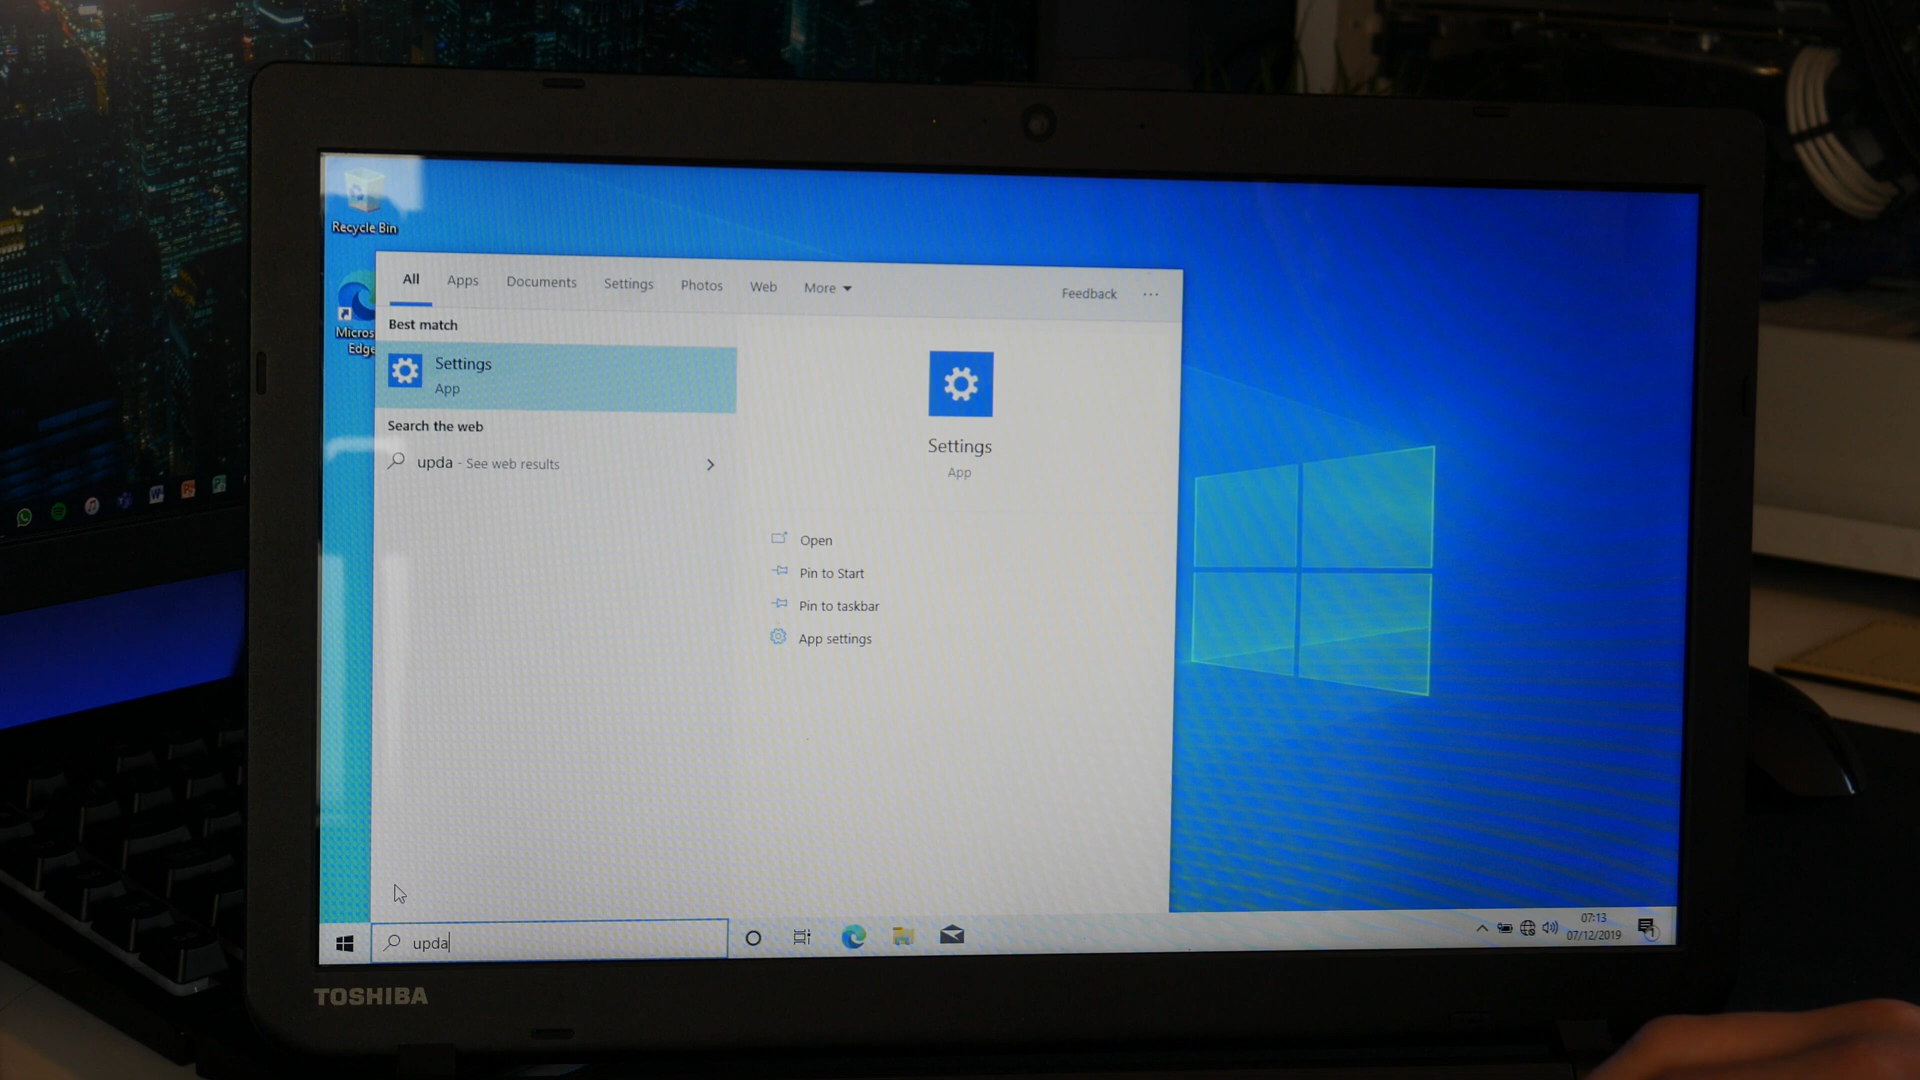 Recycle Bin
Micros
Edge
All Apps Documents Settings Photos Web More Feedback ...
Best match
Settings
App
Search the web
upda - See web results
Settings
App
Open
Pin to Start
Pin to taskbar
App settings
upda
07:13
07/12/2019
1
TOSHIBA